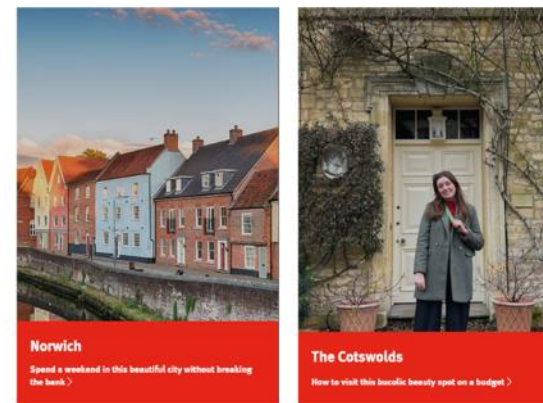 Norwich
Spend a weekend in this beautiful city without breaking
the bank >
The Cotswolds
How to visit this bucolic beauty spot on a budget >